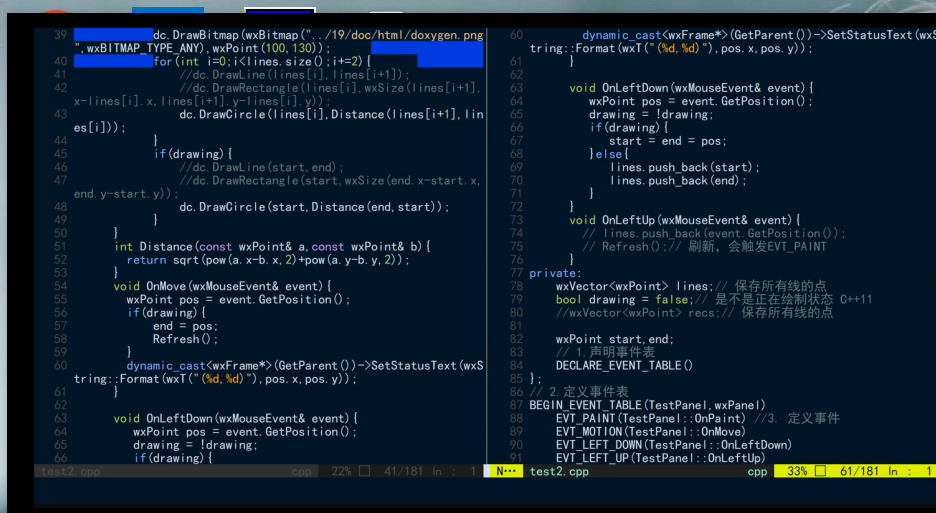 39 dc.DrawBitmap(wxBitmap("../19/doc/html/doxygen.png
",wxBITMAP_TYPE_ANY),wxPoint(100,130));
40 for(int i=0;i<lines.size();i+=2){
41 //dc.DrawLine(lines[i],lines[i+1]);
42 //dc.DrawRectangle(lines[i],wxSize(lines[i+1].
x-lines[i].x,lines[i+1].y-lines[i].y));
43 dc.DrawCircle(lines[i],Distance(lines[i+1],lin
es[i]));
44 }
45 if(drawing){
46 //dc.DrawLine(start,end);
47 //dc.DrawRectangle(start,wxSize(end.x-start.x,
end.y-start.y));
48 dc.DrawCircle(start,Distance(end,start));
49 }
50 }
51 int Distance(const wxPoint& a,const wxPoint& b){
52 return sqrt(pow(a.x-b.x,2)+pow(a.y-b.y,2));
53 }
54 void OnMove(wxMouseEvent& event){
55 wxPoint pos = event.GetPosition();
56 if(drawing){
57 end = pos;
58 Refresh();
59 }
60 dynamic_cast<wxFrame*>(GetParent())->SetStatusText(wxS
tring::Format(wxT("(%d,%d)"),pos.x,pos.y));
61 }
62
63 void OnLeftDown(wxMouseEvent& event){
64 wxPoint pos = event.GetPosition();
65 drawing = !drawing;
66 if(drawing){
test2.cpp cpp 22% 41/181 ln : 1
60 dynamic_cast<wxFrame*>(GetParent())->SetStatusText(wxS
tring::Format(wxT("(%d,%d)"),pos.x,pos.y));
61 }
62
63 void OnLeftDown(wxMouseEvent& event){
64 wxPoint pos = event.GetPosition();
65 drawing = !drawing;
66 if(drawing){
67 start = end = pos;
68 }else{
69 lines.push_back(start);
70 lines.push_back(end);
71 }
72 }
73 void OnLeftUp(wxMouseEvent& event){
74 // lines.push_back(event.GetPosition());
75 // Refresh();// 刷新，会触发EVT_PAINT
76 }
77 private:
78 wxVector<wxPoint> lines;// 保存所有线的点
79 bool drawing = false;// 是不是正在绘制状态 C++11
80 //wxVector<wxPoint> recs;// 保存所有线的点
81
82 wxPoint start,end;
83 // 1.声明事件表
84 DECLARE_EVENT_TABLE()
85 };
86 // 2.定义事件表
87 BEGIN_EVENT_TABLE(TestPanel,wxPanel)
88 EVT_PAINT(TestPanel::OnPaint) //3. 定义事件
89 EVT_MOTION(TestPanel::OnMove)
90 EVT_LEFT_DOWN(TestPanel::OnLeftDown)
91 EVT_LEFT_UP(TestPanel::OnLeftUp)
N… test2.cpp cpp 33% 61/181 ln : 1